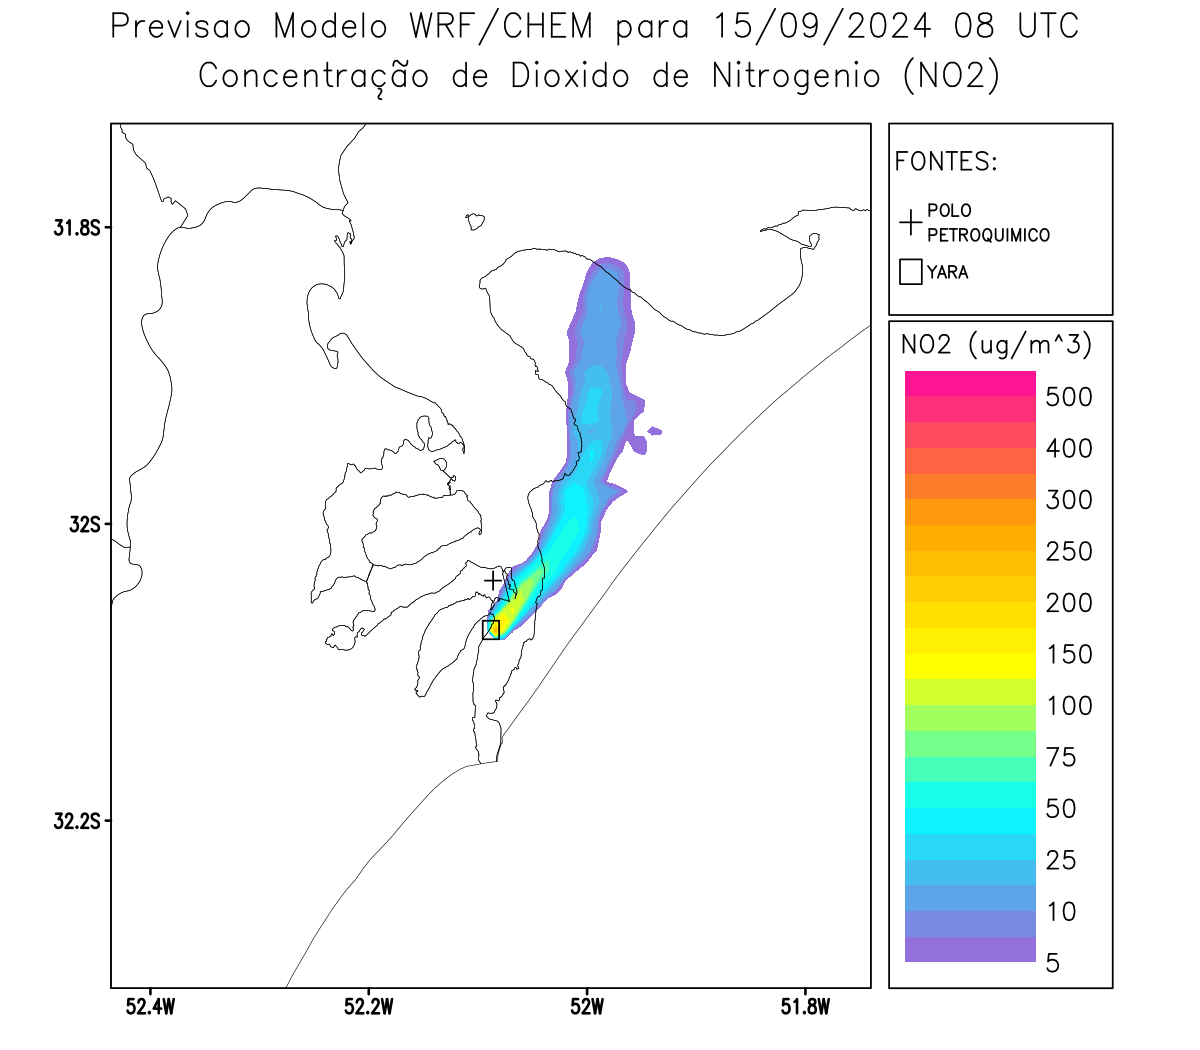 Previsao Modelo WRF/CHEM para 15/09/2024 08 UTC
Concentração de Dioxido de Nitrogenio (NO2)
FONTES:
POLO
PETROQUIMICO
YARA
NO2 (ug/m^3)
500
400
300
250
200
150
100
75
50
25
10
5
31.8S
32S
32.2S
52.4W
52.2W
52W
51.8W